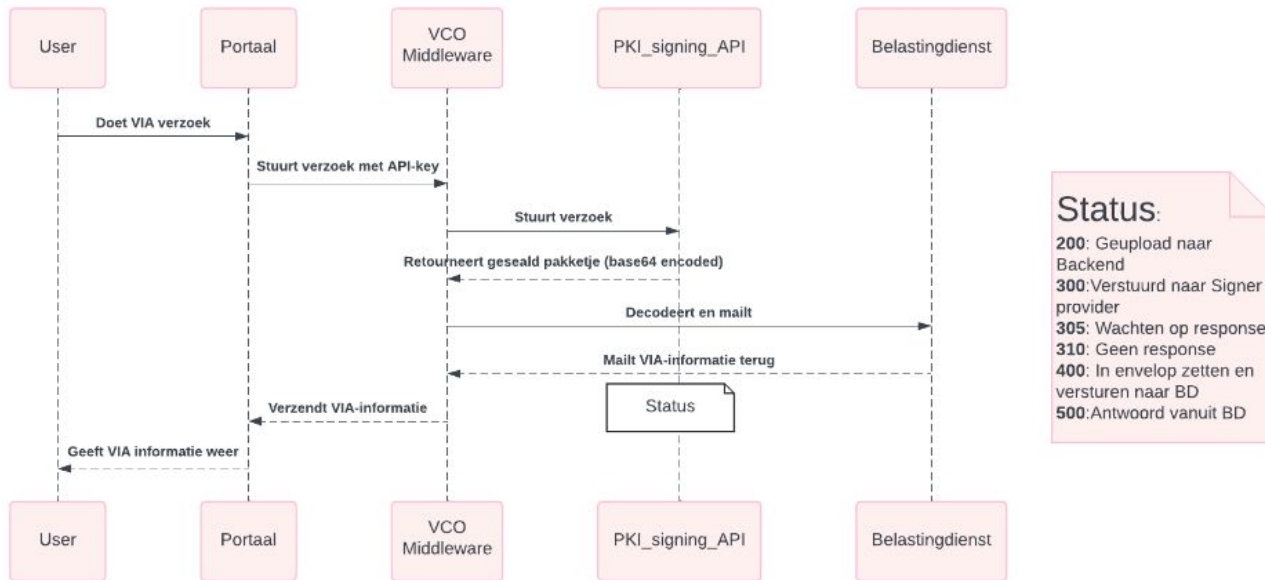 User
Portaal
VCO
Middleware
PKI_signing_API
Belastingdienst
Doet VIA verzoek
Stuurt verzoek met API-key
Stuurt verzoek
Retourneert geseald pakketje (base64 encoded)
Decodeert en mailt
Mailt VIA-informatie terug
Status
Verzendt VIA-informatie
Geeft VIA informatie weer
User
Portaal
VCO
Middleware
PKI_signing_API
Belastingdienst
Status:
200: Geupload naar
Backend
300:Verstuurd naar Signer
provider
305: Wachten op response
310: Geen response
400: In envelop zetten en
versturen naar BD
500:Antwoord vanuit BD